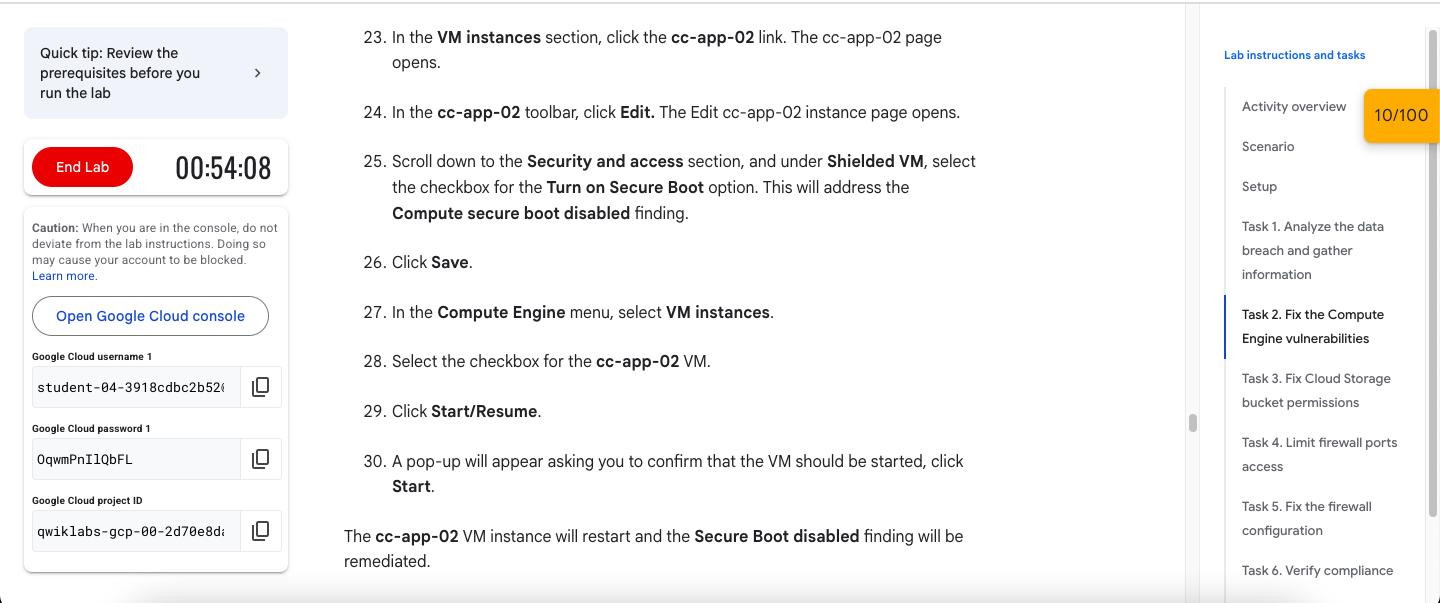 Quick tip: Review the
prerequisites before you
run the lab
End Lab
00:54:08
Caution: When you are in the console, do not
deviate from the lab instructions. Doing so
may cause your account to be blocked.
Learn more.
Open Google Cloud console
Google Cloud username 1
student-04-3918cdbc2b520
Google Cloud password 1
OqwmPnIlQbFL
Google Cloud project ID
qwiklabs-gcp-00-2d70e8da
23. In the VM instances section, click the cc-app-02 link. The cc-app-02 page
opens.
24. In the cc-app-02 toolbar, click Edit. The Edit cc-app-02 instance page opens.
25. Scroll down to the Security and access section, and under Shielded VM, select
the checkbox for the Turn on Secure Boot option. This will address the
Compute secure boot disabled finding.
26. Click Save.
27. In the Compute Engine menu, select VM instances.
28. Select the checkbox for the cc-app-02 VM.
29. Click Start/Resume.
30. A pop-up will appear asking you to confirm that the VM should be started, click
Start.
The cc-app-02 VM instance will restart and the Secure Boot disabled finding will be
remediated.
Lab instructions and tasks
Activity overview
10/100
Scenario
Setup
Task 1. Analyze the data
breach and gather
information
Task 2. Fix the Compute
Engine vulnerabilities
Task 3. Fix Cloud Storage
bucket permissions
Task 4. Limit firewall ports
access
Task 5. Fix the firewall
configuration
Task 6. Verify compliance